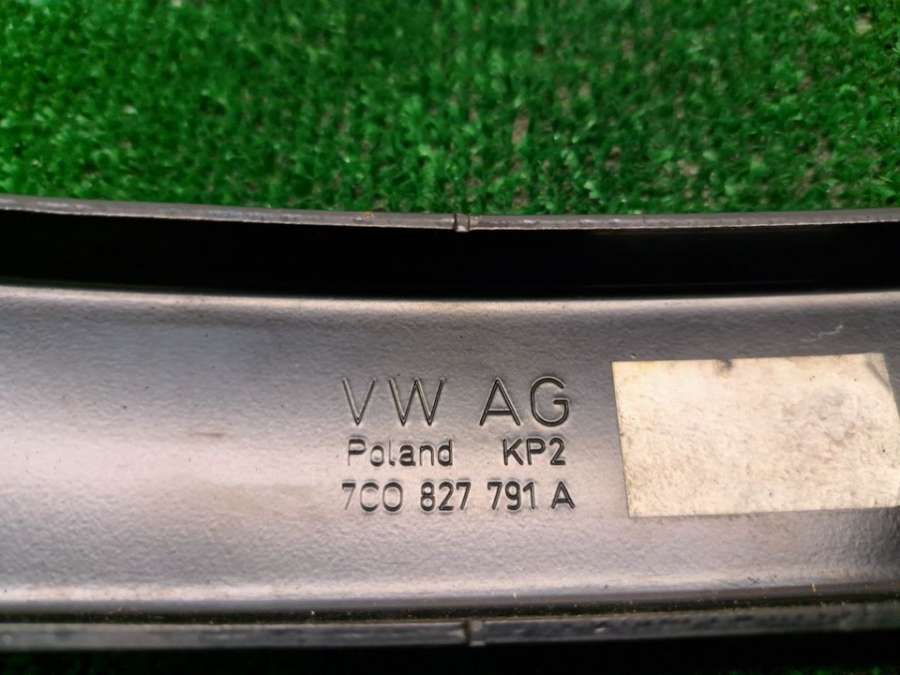 VW AG
Poland KP2
7C0 827 791 A